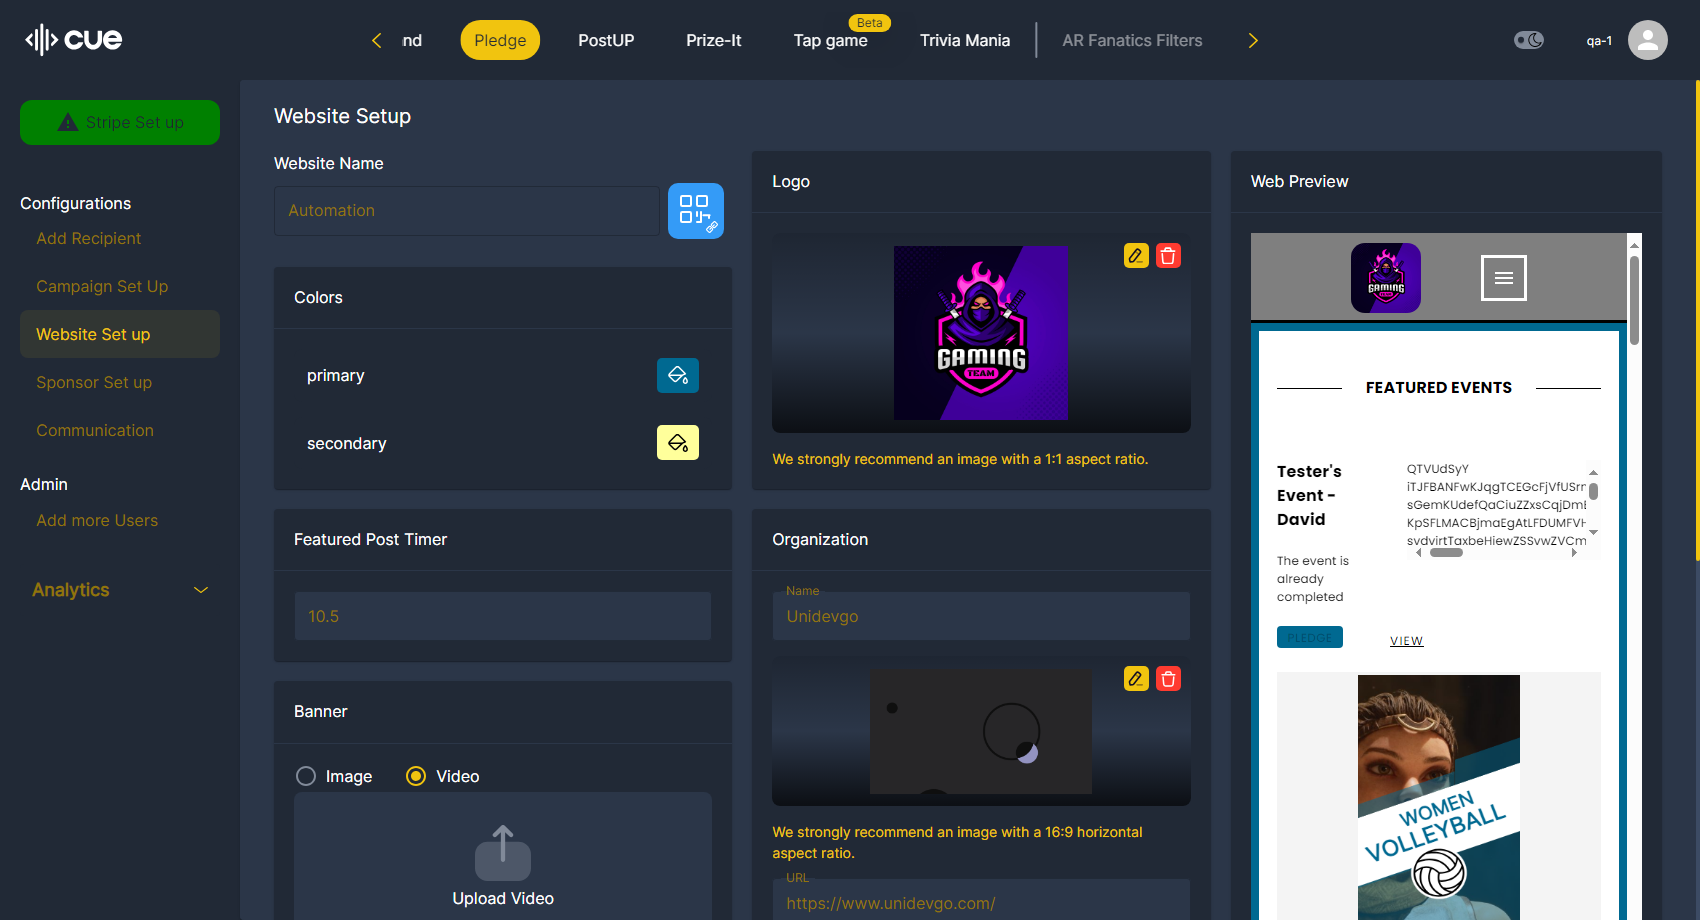 cue
nd
Pledge
PostUP
Prize-It
Beta
Tap game
Trivia Mania
AR Fanatics Filters
qa-1
Stripe Set up
Configurations
Add Recipient
Campaign Set Up
Website Set up
Sponsor Set up
Communication
Admin
Add more Users
Analytics
Website Setup
Website Name
Automation
Colors
primary
secondary
Featured Post Timer
10.5
Banner
Image
Video
Upload Video
Logo
GAMING
TEAM
We strongly recommend an image with a 1:1 aspect ratio.
Organization
Name
Unidevgo
We strongly recommend an image with a 16:9 horizontal
aspect ratio.
URL
https://www.unidevgo.com/
Web Preview
GAMING
FEATURED EVENTS
Tester's
Event -
David
QTVUdSyY
iTJFBANFwKJqgTCEGcFjVfUSrr
sGemKUdefQaCiuZZxsCqjDmE
KpSFLMACBjmaEgAtLFDUMFVH
svdvirtTaxbeHiewZSSvwZVCm
The event is
already
completed
PLEDGE
VIEW
WOMEN
VOLLEYBALL